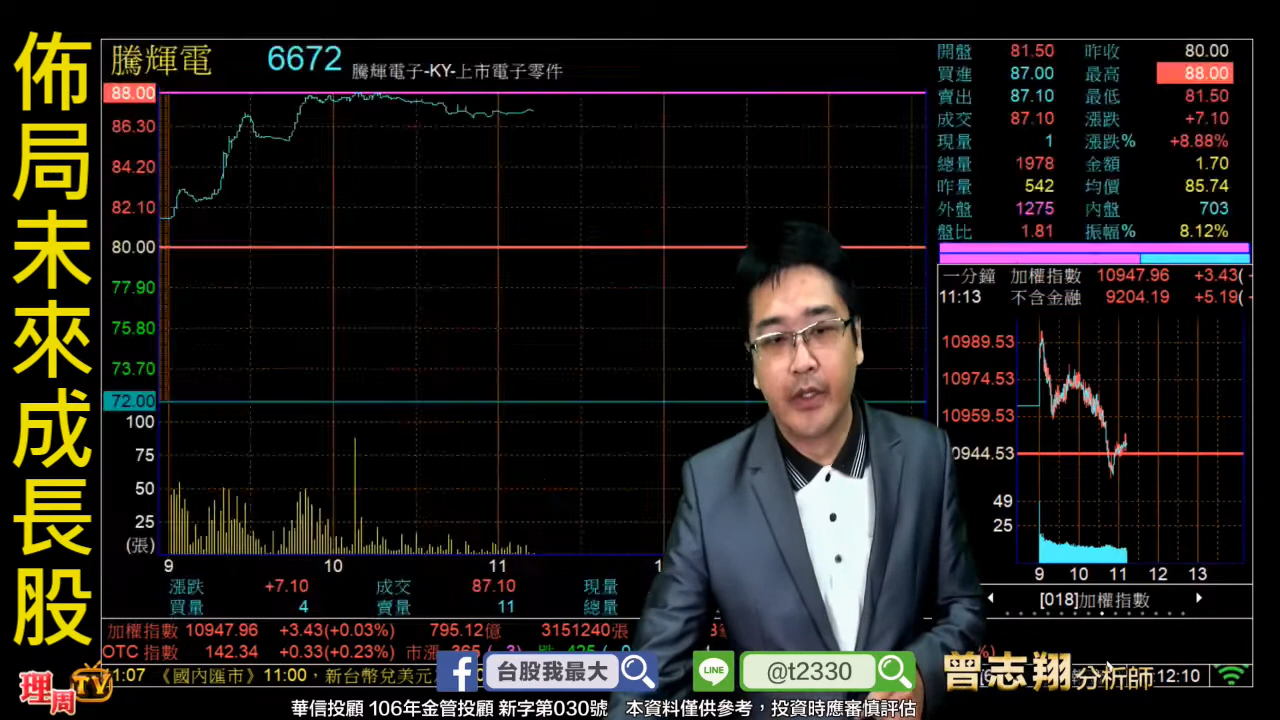 佈局未來成長股
騰輝電 6672 騰輝電子-KY-上市電子零件
88.00
86.30
84.20
82.10
80.00
77.90
75.80
73.70
72.00
100
75
50
25
(張)
9 10 11 1
漲跌 +7.10 成交 87.10 現量
買量 4 賣量 11 總量
開盤 81.50 昨收 80.00
買進 87.00 最高 88.00
賣出 87.10 最低 81.50
成交 87.10 漲跌 +7.10
現量 1 漲跌% +8.88%
總量 1978 金額 1.70
昨量 542 均價 85.74
外盤 1275 內盤 703
盤比 1.81 振幅% 8.12%
一分鐘 加權指數 10947.96 +3.43(
11:13 不含金融 9204.19 +5.19(
10989.53
10974.53
10959.53
0944.53
49
25
9 10 11 12 13
[018]加權指數
加權指數 10947.96 +3.43(+0.03%) 795.12億 3151240張
OTC 指數 142.34 +0.33(+0.23%) 市漲 365 跌 425
11:07 《國內匯市》11:00，新台幣兌美元
12:10
理周TV
f 台股我最大
LINE @t2330
曾志翔分析師
華信投顧 106年金管投顧 新字第030號 本資料僅供參考，投資時應審慎評估